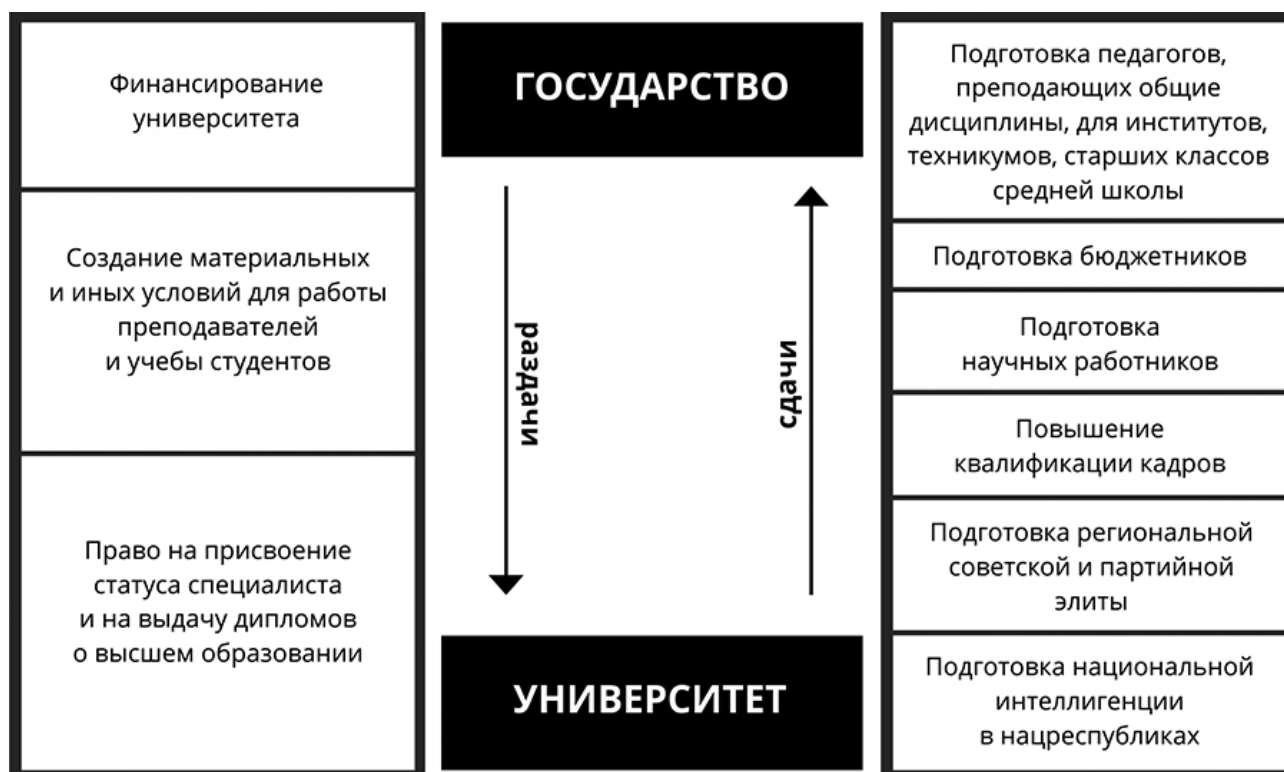 Финансирование
университета
Создание материальных
и иных условий для работы
преподавателей
и учебы студентов
Право на присвоение
статуса специалиста
и на выдачу дипломов
о высшем образовании
ГОСУДАРСТВО
раздачи
сдачи
УНИВЕРСИТЕТ
Подготовка педагогов,
преподающих общие
дисциплины, для институтов,
техникумов, старших классов
средней школы
Подготовка бюджетников
Подготовка
научных работников
Повышение
квалификации кадров
Подготовка региональной
советской и партийной
элиты
Подготовка национальной
интеллигенции
в нацреспубликах